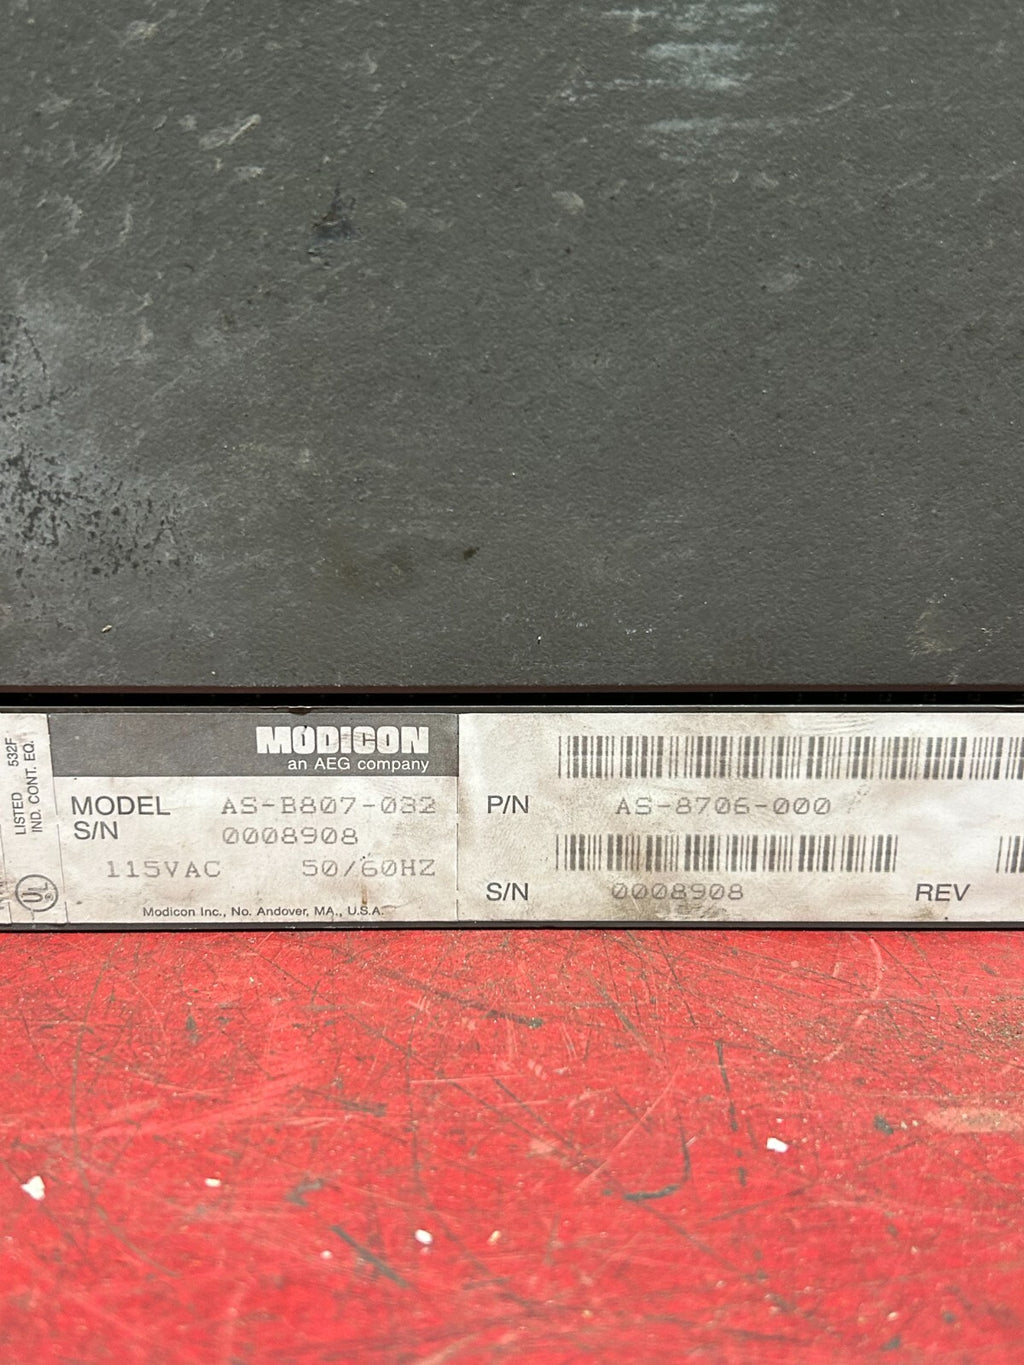 LISTED 532F
IND. CONT. EQ.
UL
MODICON
an AEG company
MODEL AS-B807-032
S/N 0008908
115VAC 50/60HZ
Modicon Inc., No. Andover, MA., U.S.A.
P/N AS-8706-000
S/N 0008908 REV